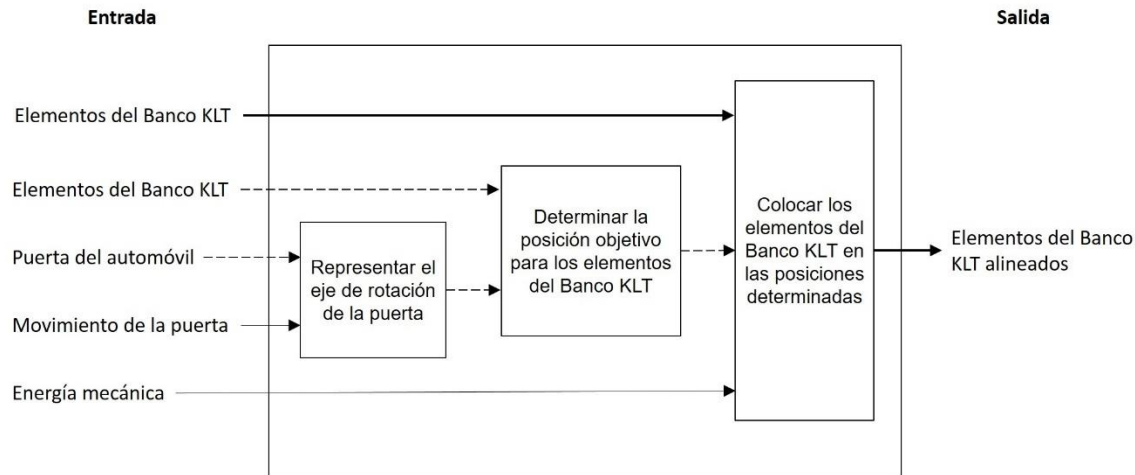 Entrada
Salida
Elementos del Banco KLT
Elementos del Banco KLT
Puerta del automóvil
Movimiento de la puerta
Energía mecánica
Representar el
eje de rotación
de la puerta
Determinar la
posición objetivo
para los elementos
del Banco KLT
Colocar los
elementos del
Banco KLT en
las posiciones
determinadas
Elementos del Banco
KLT alineados